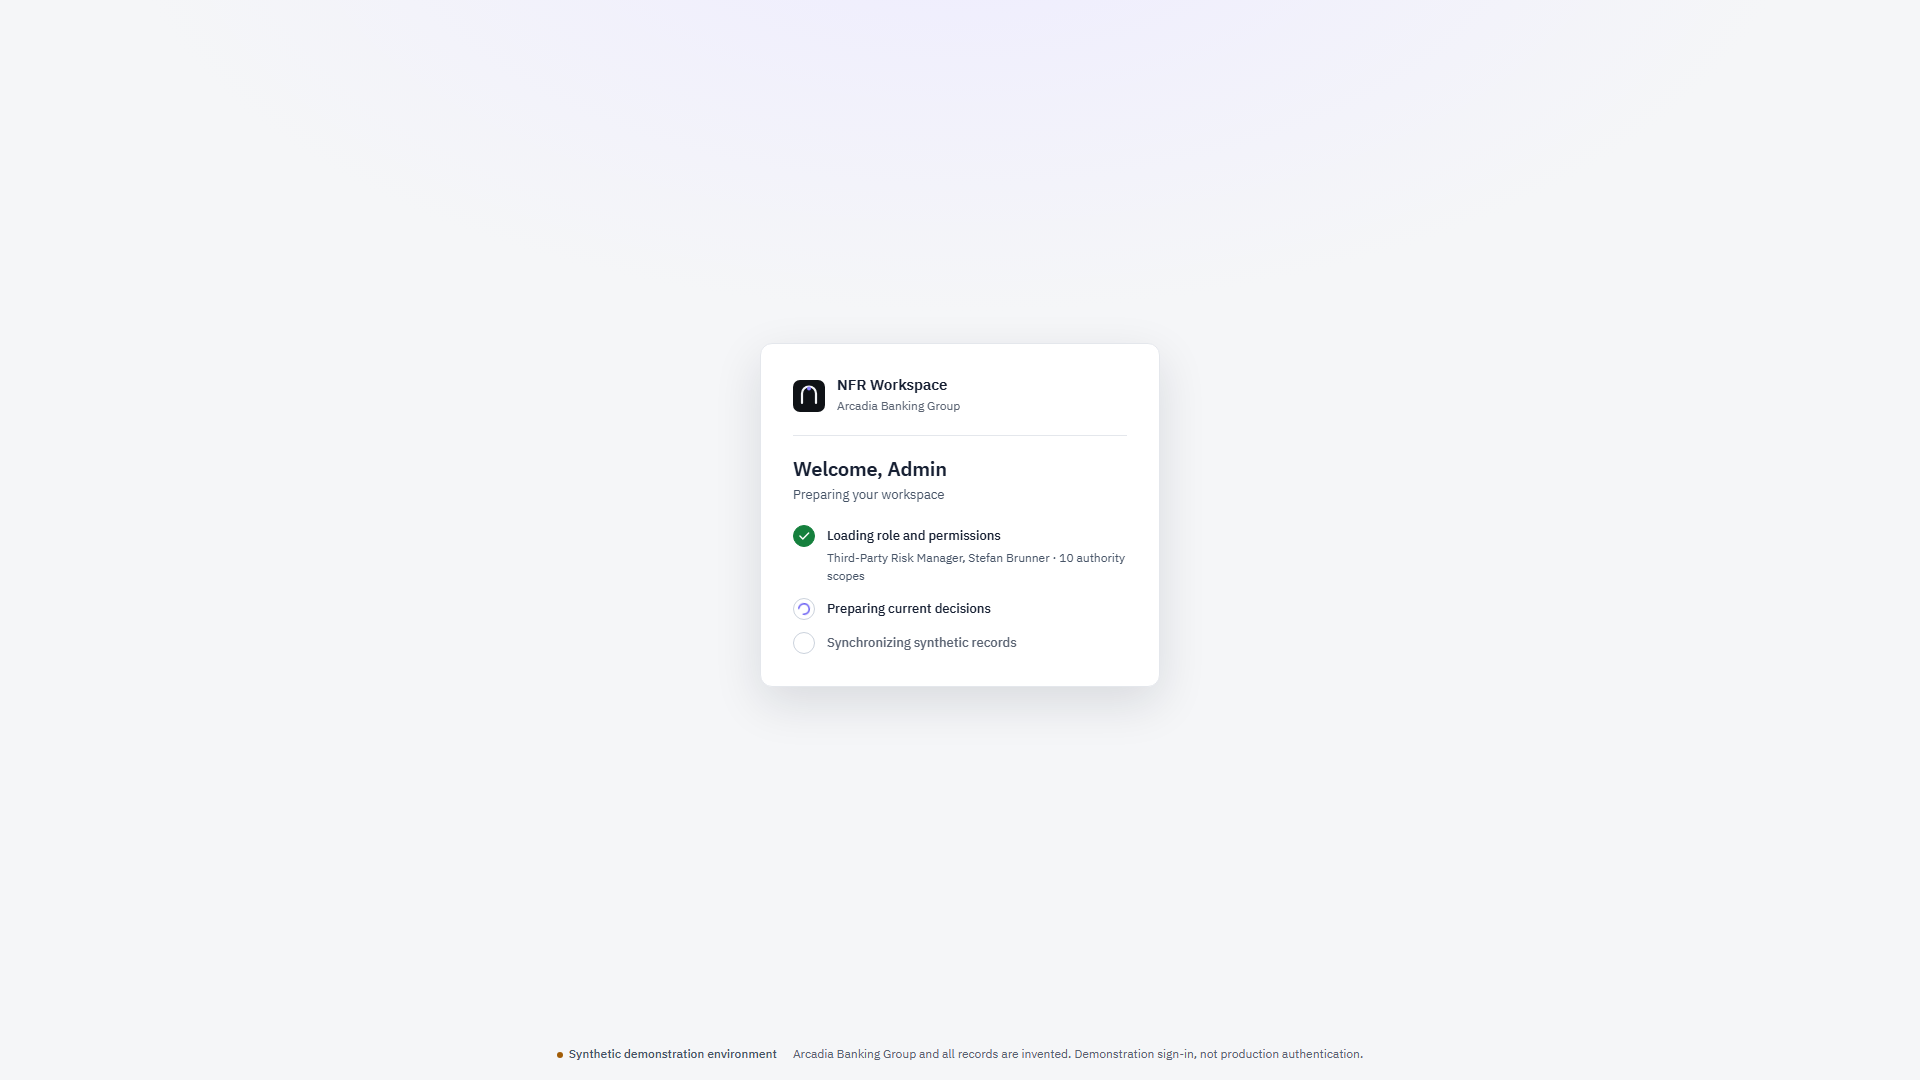 NFR Workspace
Arcadia Banking Group
Welcome, Admin
Preparing your workspace
Loading role and permissions
Third-Party Risk Manager, Stefan Brunner · 10 authority
scopes
Preparing current decisions
Synchronizing synthetic records
Synthetic demonstration environment Arcadia Banking Group and all records are invented. Demonstration sign-in, not production authentication.